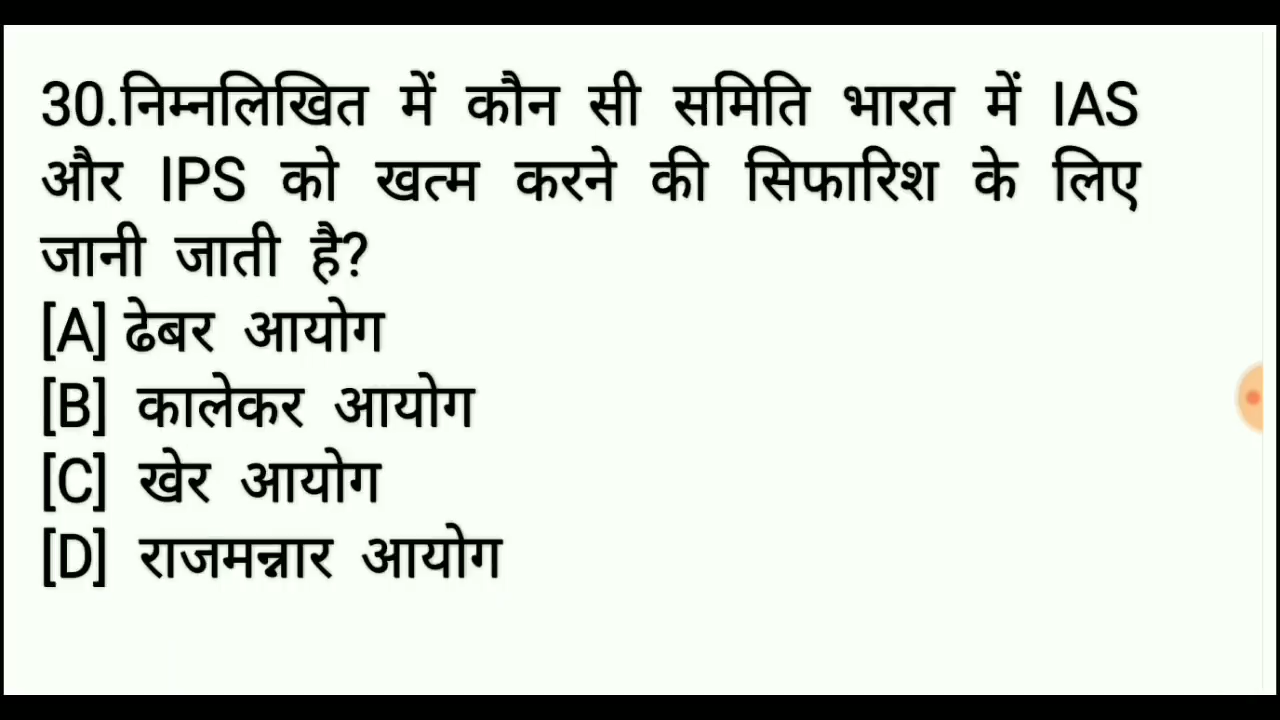 30.निम्नलिखित में कौन सी समिति भारत में IAS
और IPS को खत्म करने की सिफारिश के लिए
जानी जाती है?
[A] ढेबर आयोग
[B] कालेकर आयोग
[C] खेर आयोग
[D] राजमन्नार आयोग